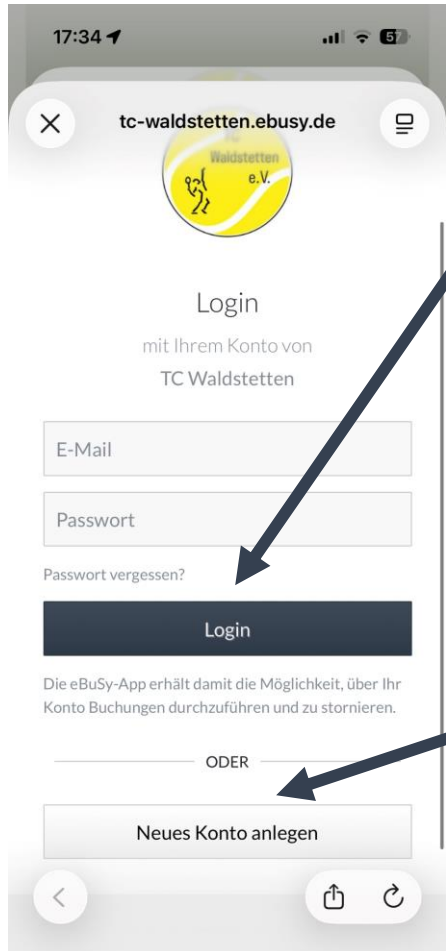 17:34
57
tc-waldstetten.ebusy.de
TC
Waldstetten
e.V.
Login
mit Ihrem Konto von
TC Waldstetten
E-Mail
Passwort
Passwort vergessen?
Login
Die eBuSy-App erhält damit die Möglichkeit, über Ihr
Konto Buchungen durchzuführen und zu stornieren.
ODER
Neues Konto anlegen